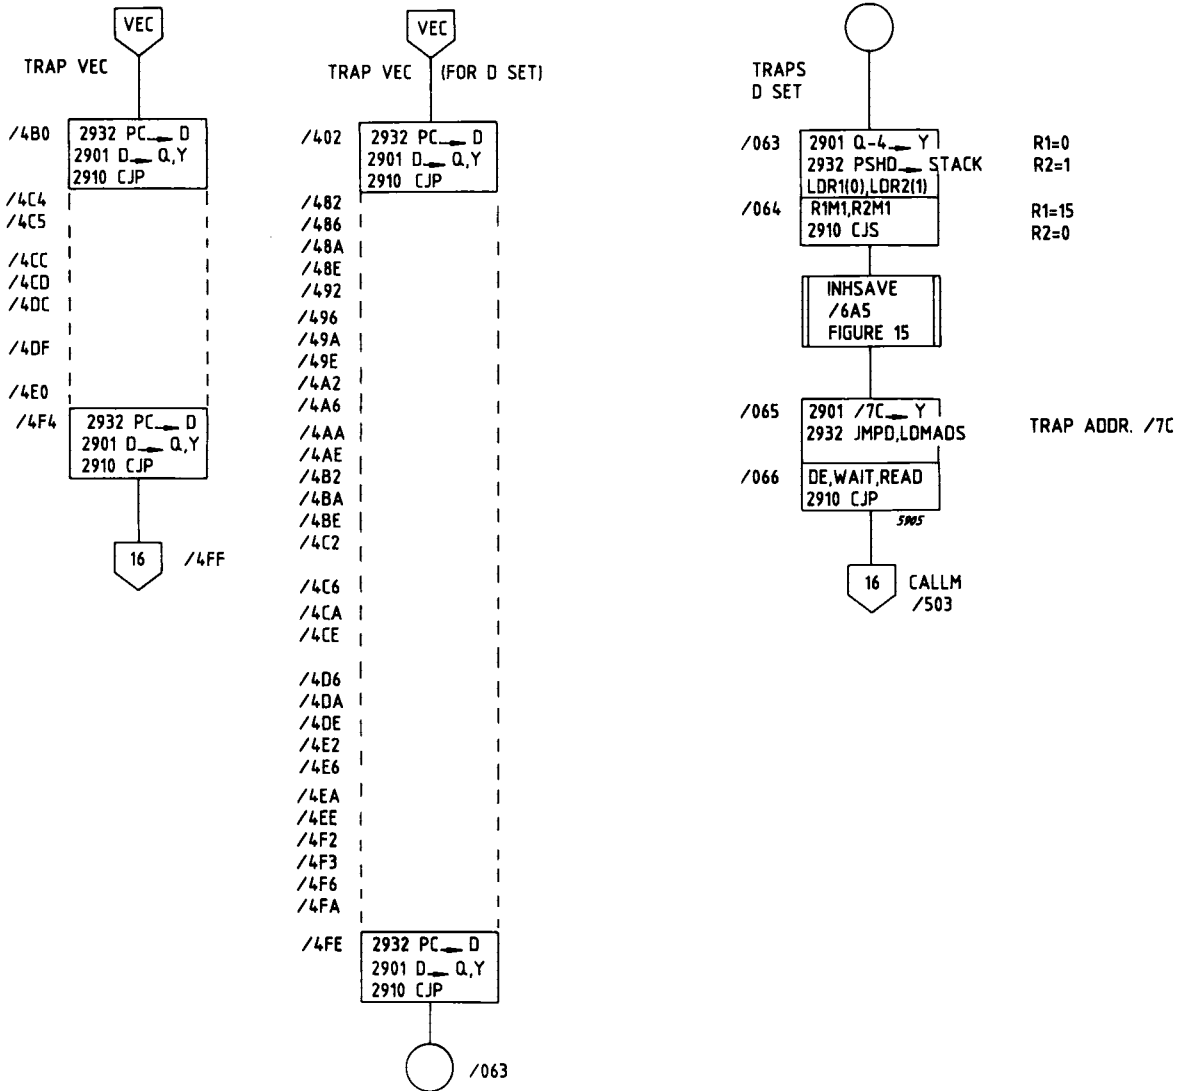 VEC
TRAP VEC
/4B0
2932 PC → D
2901 D → Q,Y
2910 CJP
/4C4
/4C5
/4CC
/4CD
/4DC
/4DF
/4E0
/4F4
2932 PC → D
2901 D → Q,Y
2910 CJP
16 /4FF
VEC
TRAP VEC (FOR D SET)
/402
2932 PC → D
2901 D → Q,Y
2910 CJP
/482
/486
/48A
/48E
/492
/496
/49A
/49E
/4A2
/4A6
/4AA
/4AE
/4B2
/4BA
/4BE
/4C2
/4C6
/4CA
/4CE
/4D6
/4DA
/4DE
/4E2
/4E6
/4EA
/4EE
/4F2
/4F3
/4F6
/4FA
/4FE
2932 PC → D
2901 D → Q,Y
2910 CJP
/063
TRAPS
D SET
/063
2901 Q-4 → Y R1=0
2932 PSHD → STACK R2=1
LDR1(0),LDR2(1)
/064
R1M1,R2M1 R1=15
2910 CJS R2=0
INHSAVE
/6A5
FIGURE 15
/065
2901 /7C → Y
2932 JMPD,LDMADS TRAP ADDR. /7C
/066
DE,WAIT,READ
2910 CJP
5905
16 CALLM
/503